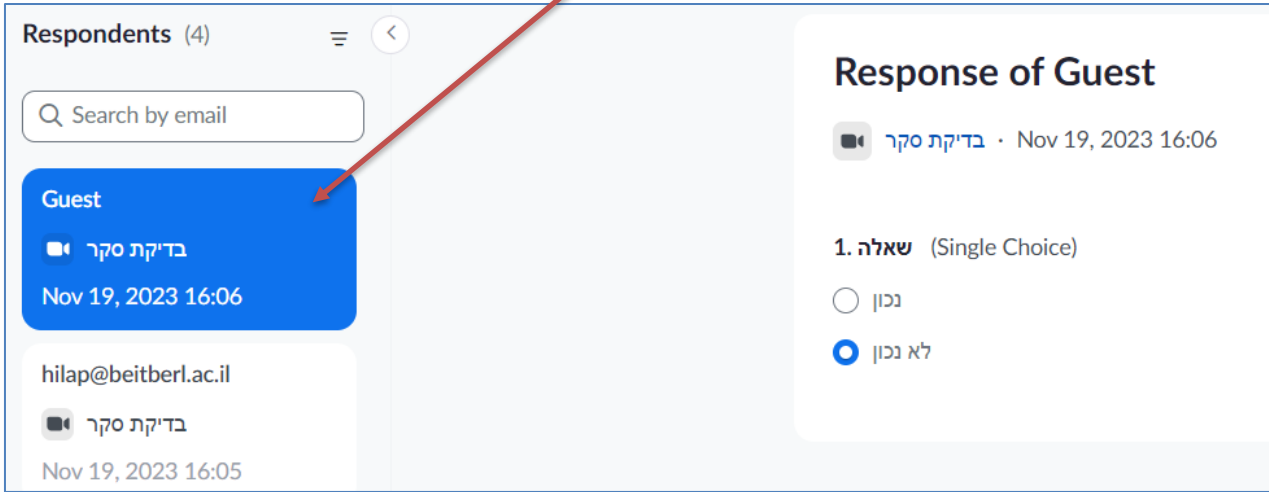 Respondents (4)
Search by email
Guest
בדיקת סקר
Nov 19, 2023 16:06
hilap@beitberl.ac.il
בדיקת סקר
Nov 19, 2023 16:05
Response of Guest
בדיקת סקר · Nov 19, 2023 16:06
1. שאלה (Single Choice)
נכון
לא נכון